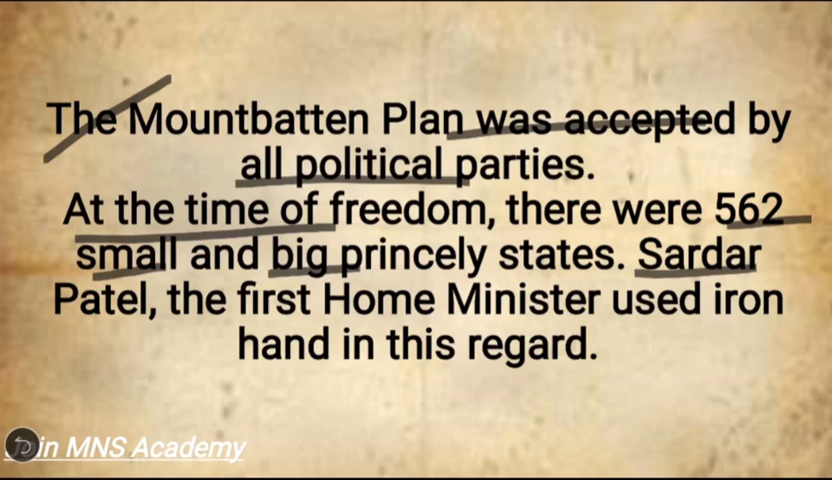 The Mountbatten Plan was accepted by
all political parties.
At the time of freedom, there were 562
small and big princely states. Sardar
Patel, the first Home Minister used iron
hand in this regard.
Join MNS Academy